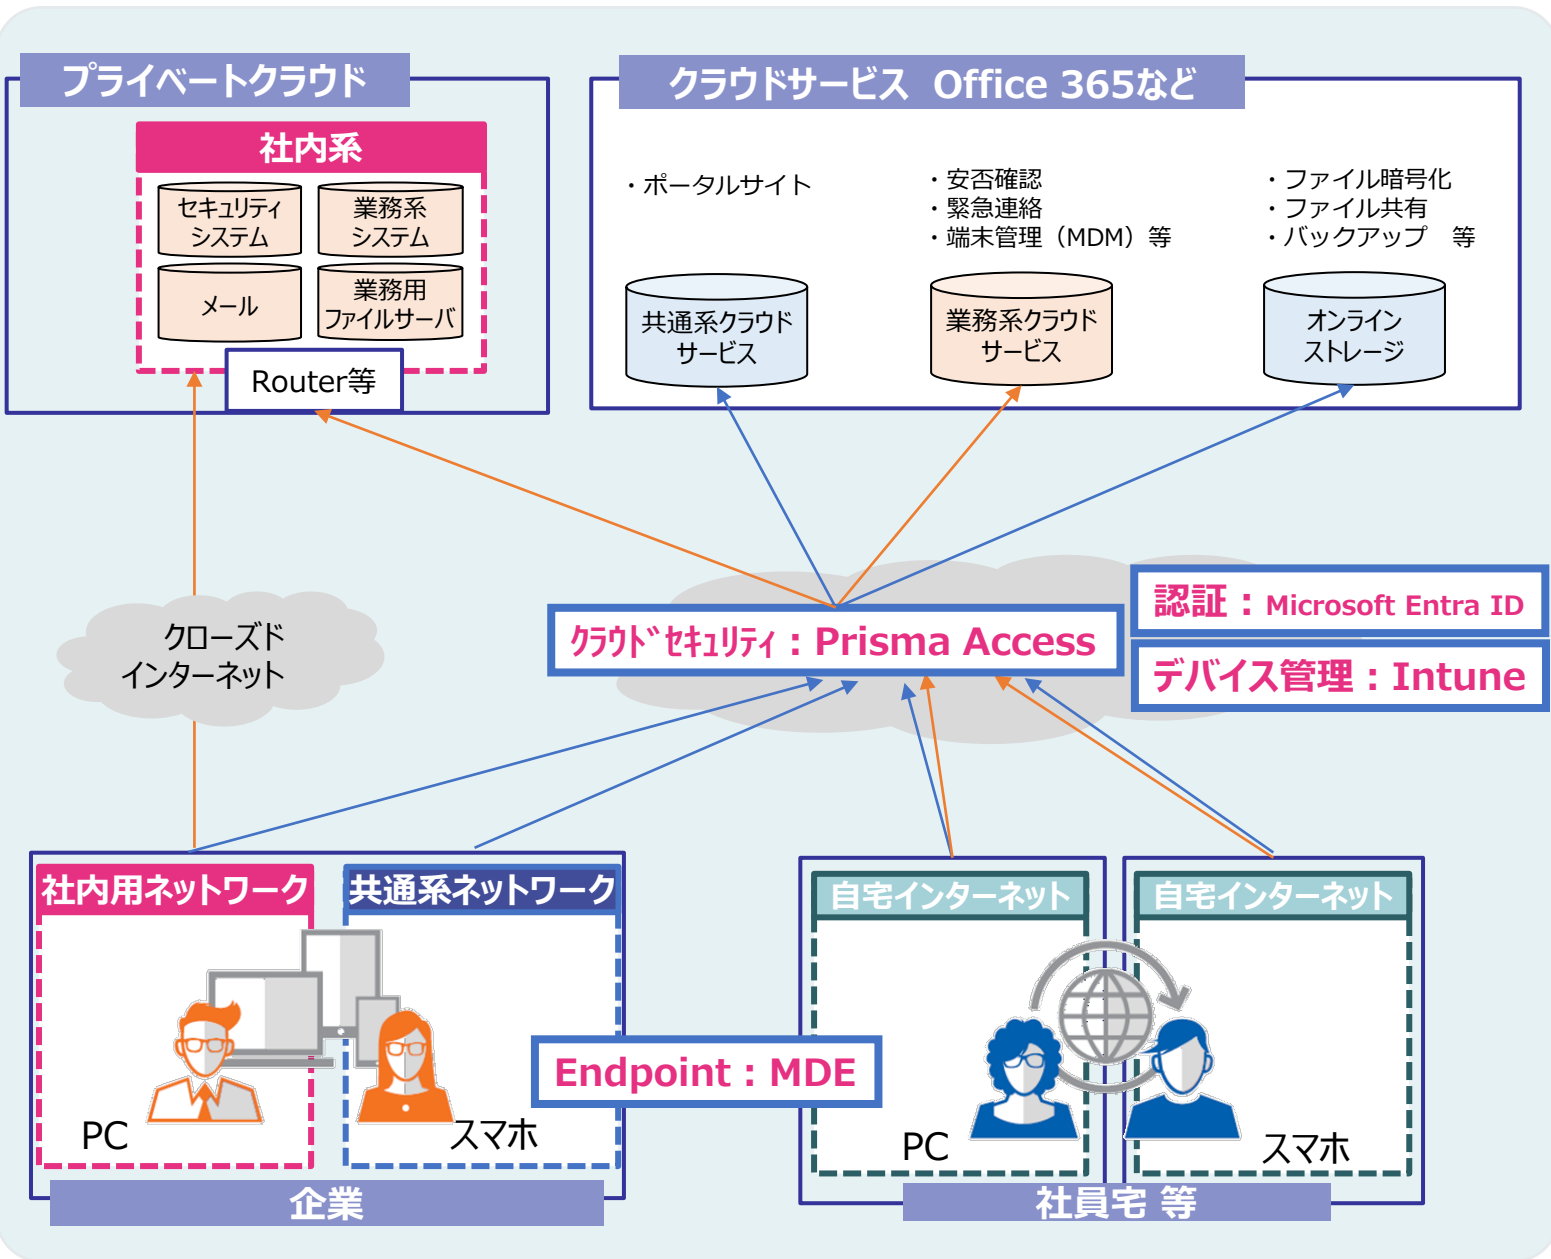 プライベートクラウド
クラウドサービス Office 365など
社内系
セキュリティ
システム
業務系
システム
メール
業務用
ファイルサーバ
Router等
・ポータルサイト
・安否確認
・緊急連絡
・端末管理（MDM）等
・ファイル暗号化
・ファイル共有
・バックアップ　等
共通系クラウド
サービス
業務系クラウド
サービス
オンライン
ストレージ
クローズド
インターネット
ｸﾗｳﾄﾞｾｷｭﾘﾃｨ：Prisma Access
認証：Microsoft Entra ID
デバイス管理：Intune
社内用ネットワーク
共通系ネットワーク
自宅インターネット
自宅インターネット
Endpoint：MDE
PC
スマホ
PC
スマホ
企業
社員宅 等